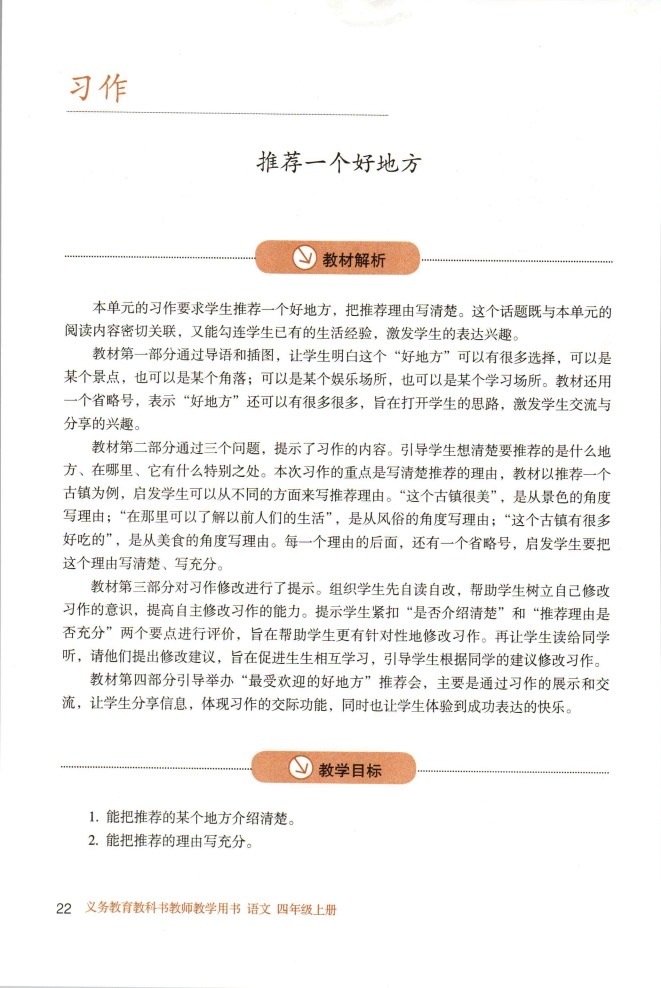 习作
推荐一个好地方
教材解析
本单元的习作要求学生推荐一个好地方，把推荐理由写清楚。这个话题既与本单元的
阅读内容密切关联，又能勾连学生已有的生活经验，激发学生的表达兴趣。
教材第一部分通过导语和插图，让学生明白这个“好地方”可以有很多选择，可以是
某个景点，也可以是某个角落；可以是某个娱乐场所，也可以是某个学习场所。教材还用
一个省略号，表示“好地方”还可以有很多很多，旨在打开学生的思路，激发学生交流与
分享的兴趣。
教材第二部分通过三个问题，提示了习作的内容。引导学生想清楚要推荐的是什么地
方、在哪里、它有什么特别之处。本次习作的重点是写清楚推荐的理由，教材以推荐一个
古镇为例，启发学生可以从不同的方面来写推荐理由。“这个古镇很美”，是从景色的角度
写理由；“在那里可以了解以前人们的生活”，是从风俗的角度写理由；“这个古镇有很多
好吃的”，是从美食的角度写理由。每一个理由的后面，还有一个省略号，启发学生要把
这个理由写清楚、写充分。
教材第三部分对习作修改进行了提示。组织学生先自读自改，帮助学生树立自己修改
习作的意识，提高自主修改习作的能力。提示学生紧扣“是否介绍清楚”和“推荐理由是
否充分”两个要点进行评价，旨在帮助学生更有针对性地修改习作。再让学生读给同学
听，请他们提出修改建议，旨在促进生生相互学习，引导学生根据同学的建议修改习作。
教材第四部分引导举办“最受欢迎的好地方”推荐会，主要是通过习作的展示和交
流，让学生分享信息，体现习作的交际功能，同时也让学生体验到成功表达的快乐。
教学目标
1. 能把推荐的某个地方介绍清楚。
2. 能把推荐的理由写充分。
22 义务教育教科书教师教学用书 语文 四年级上册